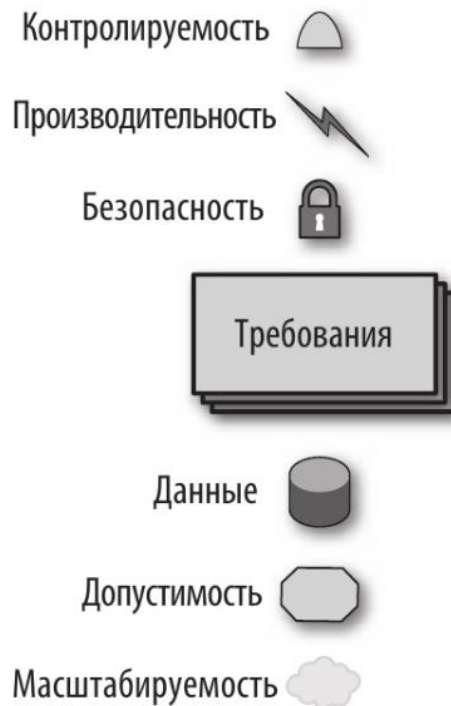 Контролируемость
Производительность
Безопасность
Требования
Данные
Допустимость
Масштабируемость